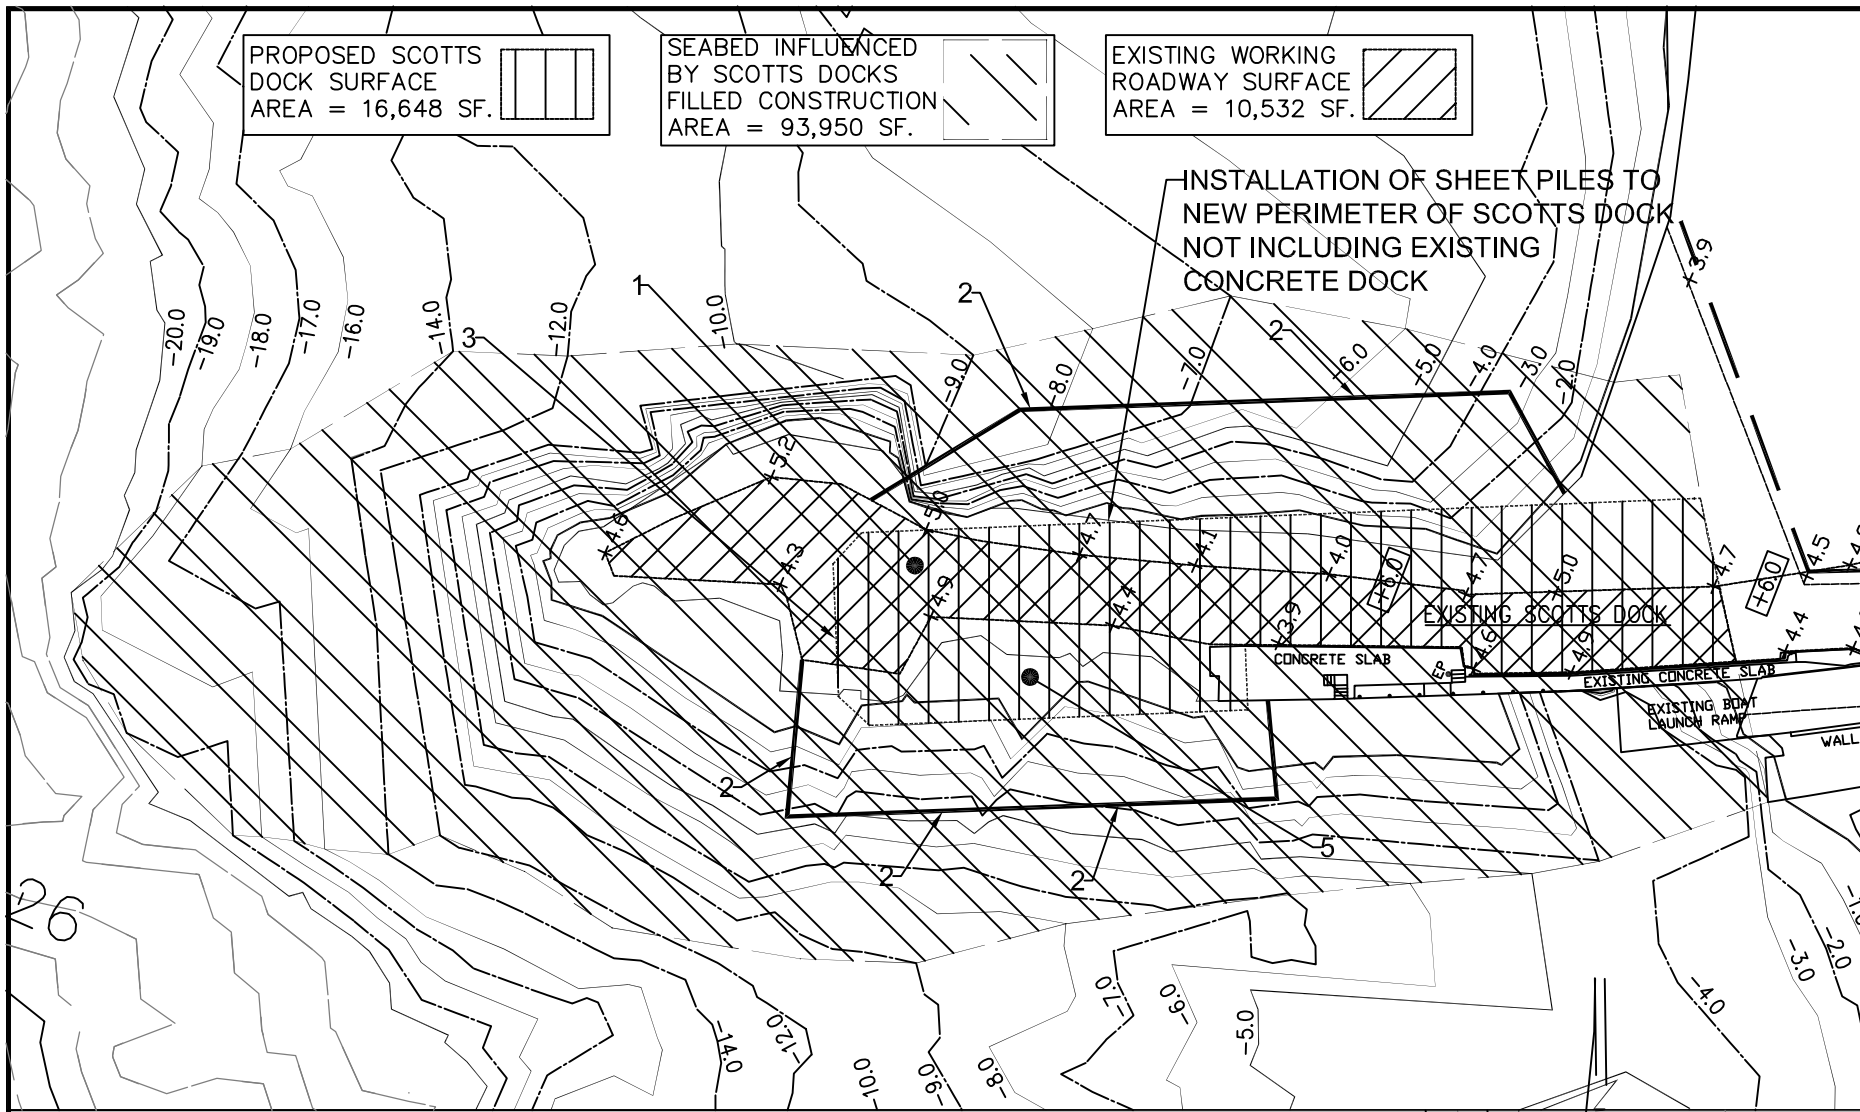 PROPOSED SCOTTS
DOCK SURFACE
AREA = 16,648 SF.
SEABED INFLUENCED
BY SCOTTS DOCKS
FILLED CONSTRUCTION
AREA = 93,950 SF.
EXISTING WORKING
ROADWAY SURFACE
AREA = 10,532 SF.
INSTALLATION OF SHEET PILES TO
NEW PERIMETER OF SCOTTS DOCK
NOT INCLUDING EXISTING
CONCRETE DOCK
+3.9
1
2
2
3
-20.0
-19.0
-18.0
-17.0
-16.0
-14.0
-12.0
-10.0
-9.0
-8.0
-7.0
-6.0
-5.0
-4.0
-3.0
-2.0
+5.2
+4.6
+4.3
+5.0
+4.9
+4.7
+4.4
+4.1
+4.0
+3.9
+6.0
+4.7
+5.0
+4.7
+6.0
+4.5
+4.4
+4.6
+4.9
EXISTING SCOTTS DOCK
CONCRETE SLAB
EP
EXISTING CONCRETE SLAB
EXISTING BOAT
LAUNCH RAMP
WALL
2
2
2
5
26
-14.0
-12.0
-10.0
-9.0
-8.0
-7.0
-6.0
-5.0
-4.0
-3.0
-2.0